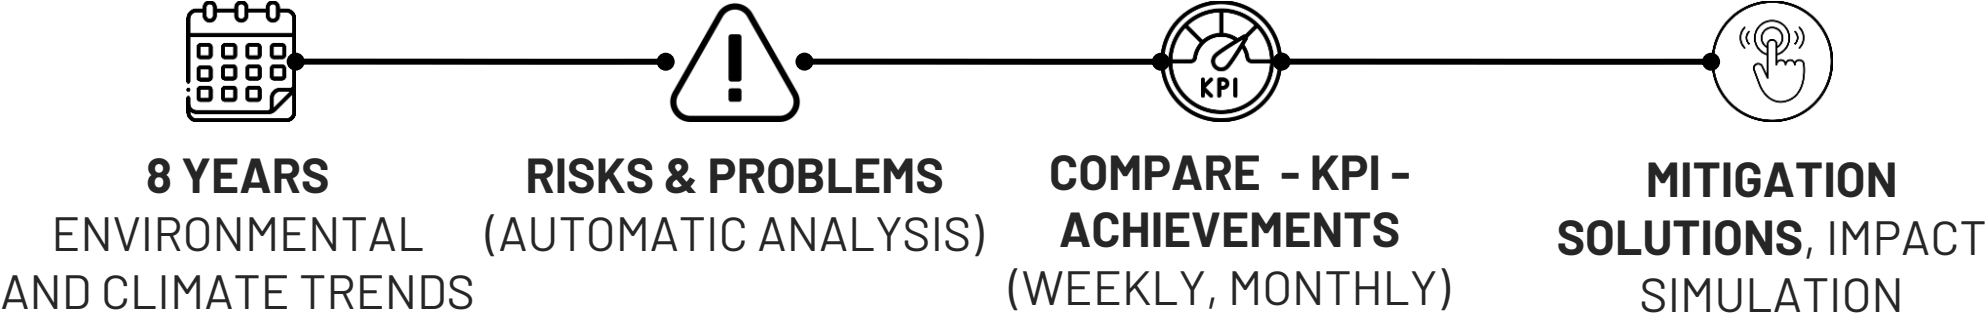 KPI
8 YEARS
ENVIRONMENTAL
AND CLIMATE TRENDS
RISKS & PROBLEMS
(AUTOMATIC ANALYSIS)
COMPARE - KPI -
ACHIEVEMENTS
(WEEKLY, MONTHLY)
MITIGATION
SOLUTIONS, IMPACT
SIMULATION